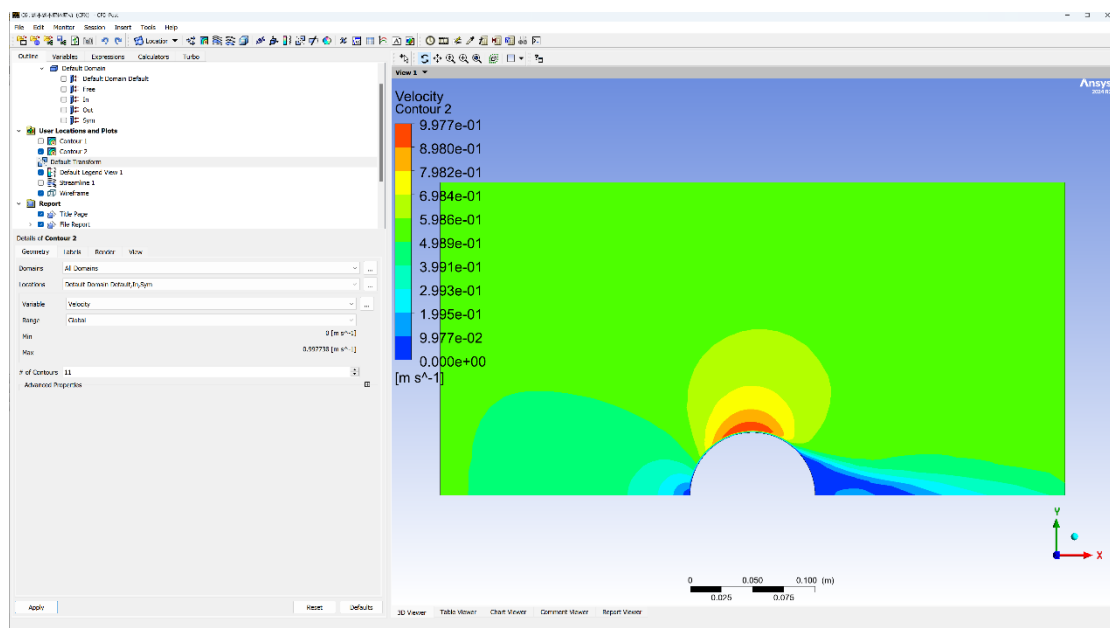 File Edit Monitor Session Insert Tools Help
Location
Outline Variables Expressions Calculators Turbo
Default Domain
Default Domain Default
Free
In
Out
Sym
User Locations and Plots
Contour 1
Contour 2
Default Transform
Default Legend View 1
Streamline 1
Wireframe
Report
Title Page
File Report
Details of Contour 2
Geometry Labels Render View
Domains All Domains ...
Locations Default Domain Default,In,Sym ...
Variable Velocity ...
Range Global
Min 0 [m s^-1]
Max 0.997738 [m s^-1]
# of Contours 11
Advanced Properties
Apply Reset Defaults
View 1
Ansys
Velocity
Contour 2
9.977e-01
8.980e-01
7.982e-01
6.984e-01
5.986e-01
4.989e-01
3.991e-01
2.993e-01
1.995e-01
9.977e-02
0.000e+00
[m s^-1]
Y
X
0 0.050 0.100 (m)
0.025 0.075
3D Viewer Table Viewer Chart Viewer Comment Viewer Report Viewer